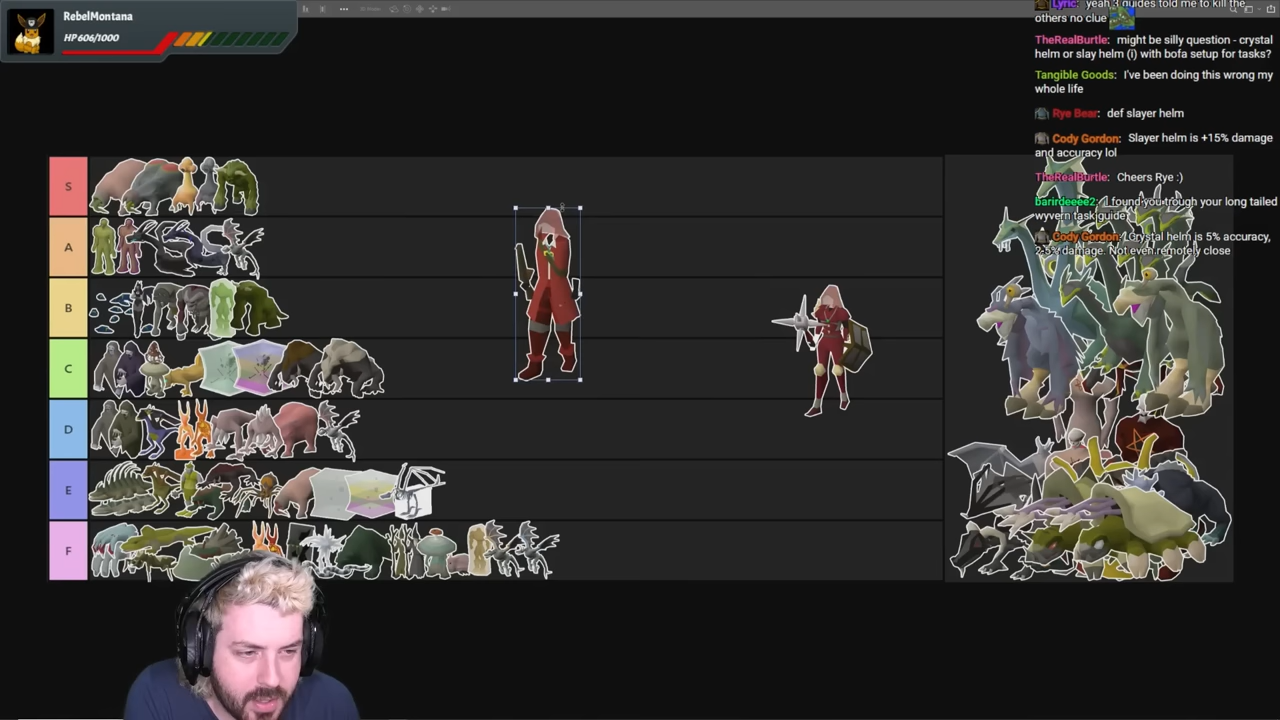 RebelMontana
HP 606/1000
Lyric: yeah 3 guides told me to kill the
others no clue
TheRealBurtle: might be silly question - crystal
helm or slay helm (i) with bofa setup for tasks?
Tangible Goods: I've been doing this wrong my
whole life
Rye Bear: def slayer helm
Cody Gordon: Slayer helm is +15% damage
and accuracy lol
TheRealBurtle: Cheers Rye :)
barirdeeee2: I found you trough your long tailed
wyvern task guide
Cody Gordon: Crystal helm is 5% accuracy,
2.5% damage. Not even remotely close
S
A
B
C
D
E
F